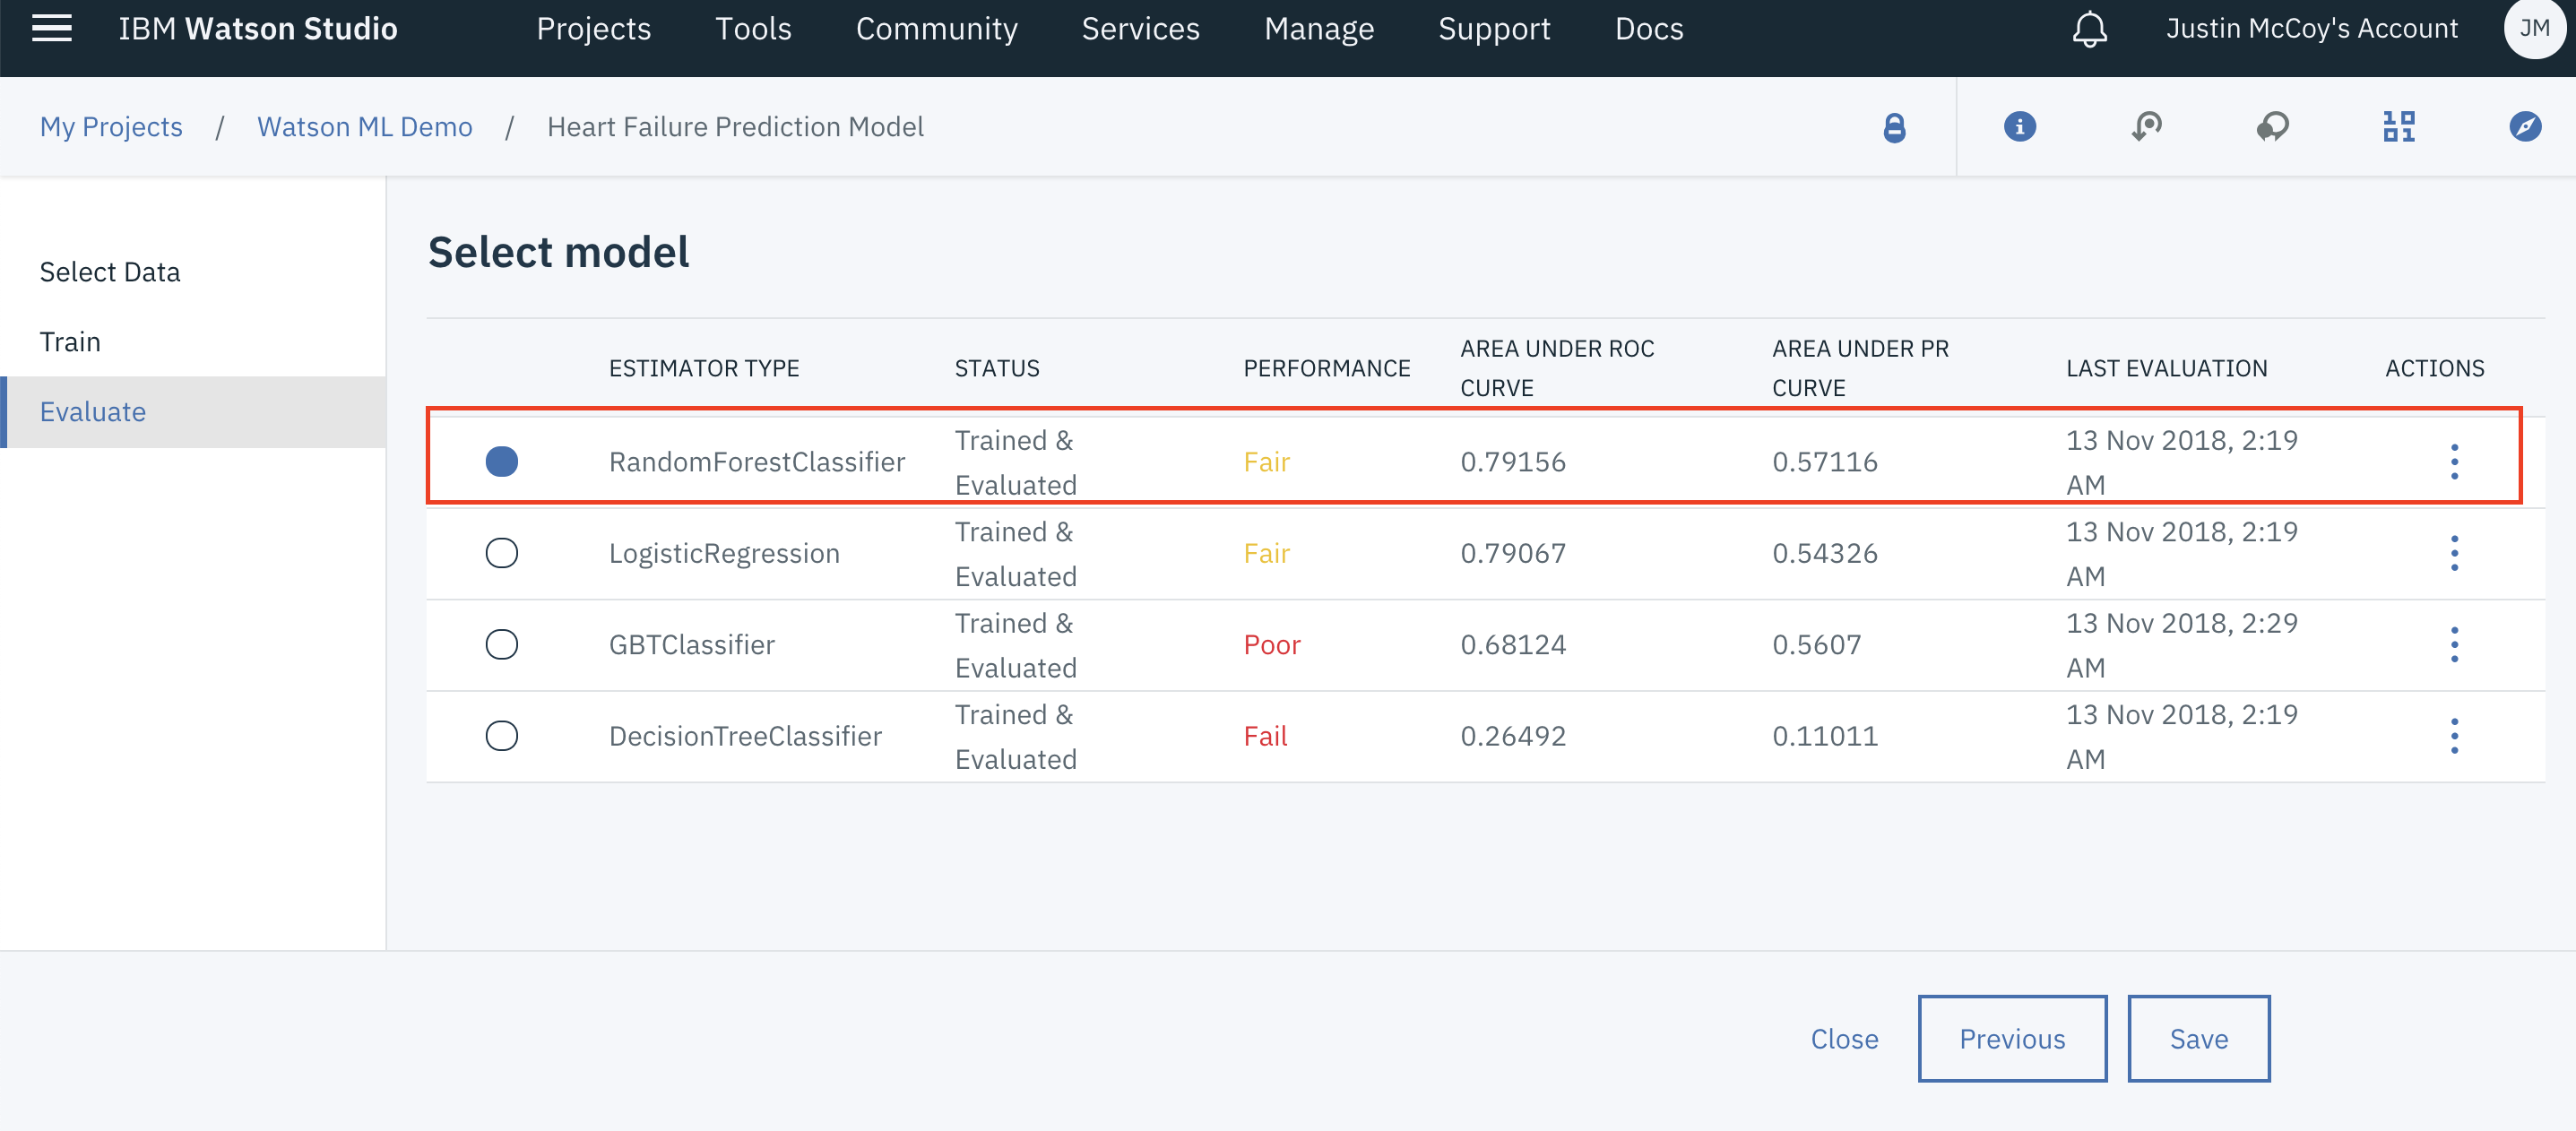 IBM Watson Studio Projects Tools Community Services Manage Support Docs Justin McCoy's Account JM
My Projects / Watson ML Demo / Heart Failure Prediction Model
Select Data
Train
Evaluate
Select model
ESTIMATOR TYPE STATUS PERFORMANCE AREA UNDER ROC CURVE AREA UNDER PR CURVE LAST EVALUATION ACTIONS
RandomForestClassifier Trained & Evaluated Fair 0.79156 0.57116 13 Nov 2018, 2:19 AM
LogisticRegression Trained & Evaluated Fair 0.79067 0.54326 13 Nov 2018, 2:19 AM
GBTClassifier Trained & Evaluated Poor 0.68124 0.5607 13 Nov 2018, 2:29 AM
DecisionTreeClassifier Trained & Evaluated Fail 0.26492 0.11011 13 Nov 2018, 2:19 AM
Close Previous Save